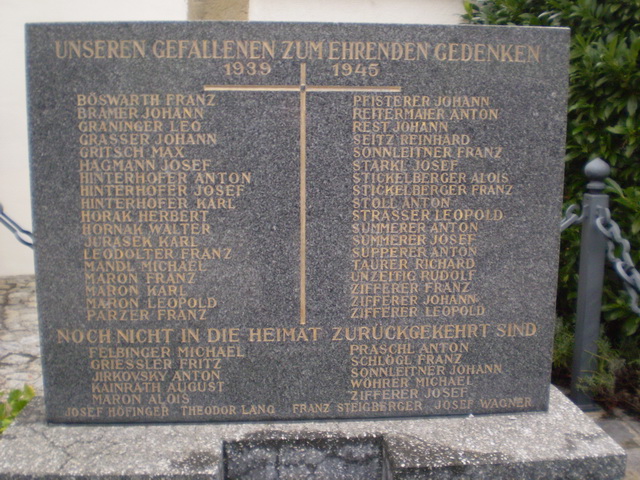 UNSEREN GEFALLENEN ZUM EHRENDEN GEDENKEN
1939 1945
BÖSWARTH FRANZ
BRAMER JOHANN
GRANINGER LEO
GRASSER JOHANN
GRITSCH MAX
HAGMANN JOSEF
HINTERHOFER ANTON
HINTERHOFER JOSEF
HINTERHOFER KARL
HORAK HERBERT
HORNAK WALTER
JURASEK KARL
LEODOLTER FRANZ
MANDL MICHAEL
MARON FRANZ
MARON KARL
MARON LEOPOLD
PARZER FRANZ
PFISTERER JOHANN
REITERMAIER ANTON
REST JOHANN
SEITZ REINHARD
SONNLEITNER FRANZ
STARKL JOSEF
STICKELBERGER ALOIS
STICKELBERGER FRANZ
STOLL ANTON
STRASSER LEOPOLD
SUMMERER ANTON
SUMMERER JOSEF
SUPPERER ANTON
TAURER RICHARD
UNZEITIG RUDOLF
ZIFFERER FRANZ
ZIFFERER JOHANN
ZIFFERER LEOPOLD
NOCH NICHT IN DIE HEIMAT ZURÜCKGEKEHRT SIND
FELBINGER MICHAEL
GRIESSLER FRITZ
JIRKOVSKY ANTON
KANRATH AUGUST
MARON ALOIS
PRASCHL ANTON
SCHLÖGL FRANZ
SONNLEITNER JOHANN
WÖHRER MICHAEL
ZIFFERER JOSEF
JOSEF HÖFINGER THEODOR LANG FRANZ STEIGBERGER JOSEF WAGNER